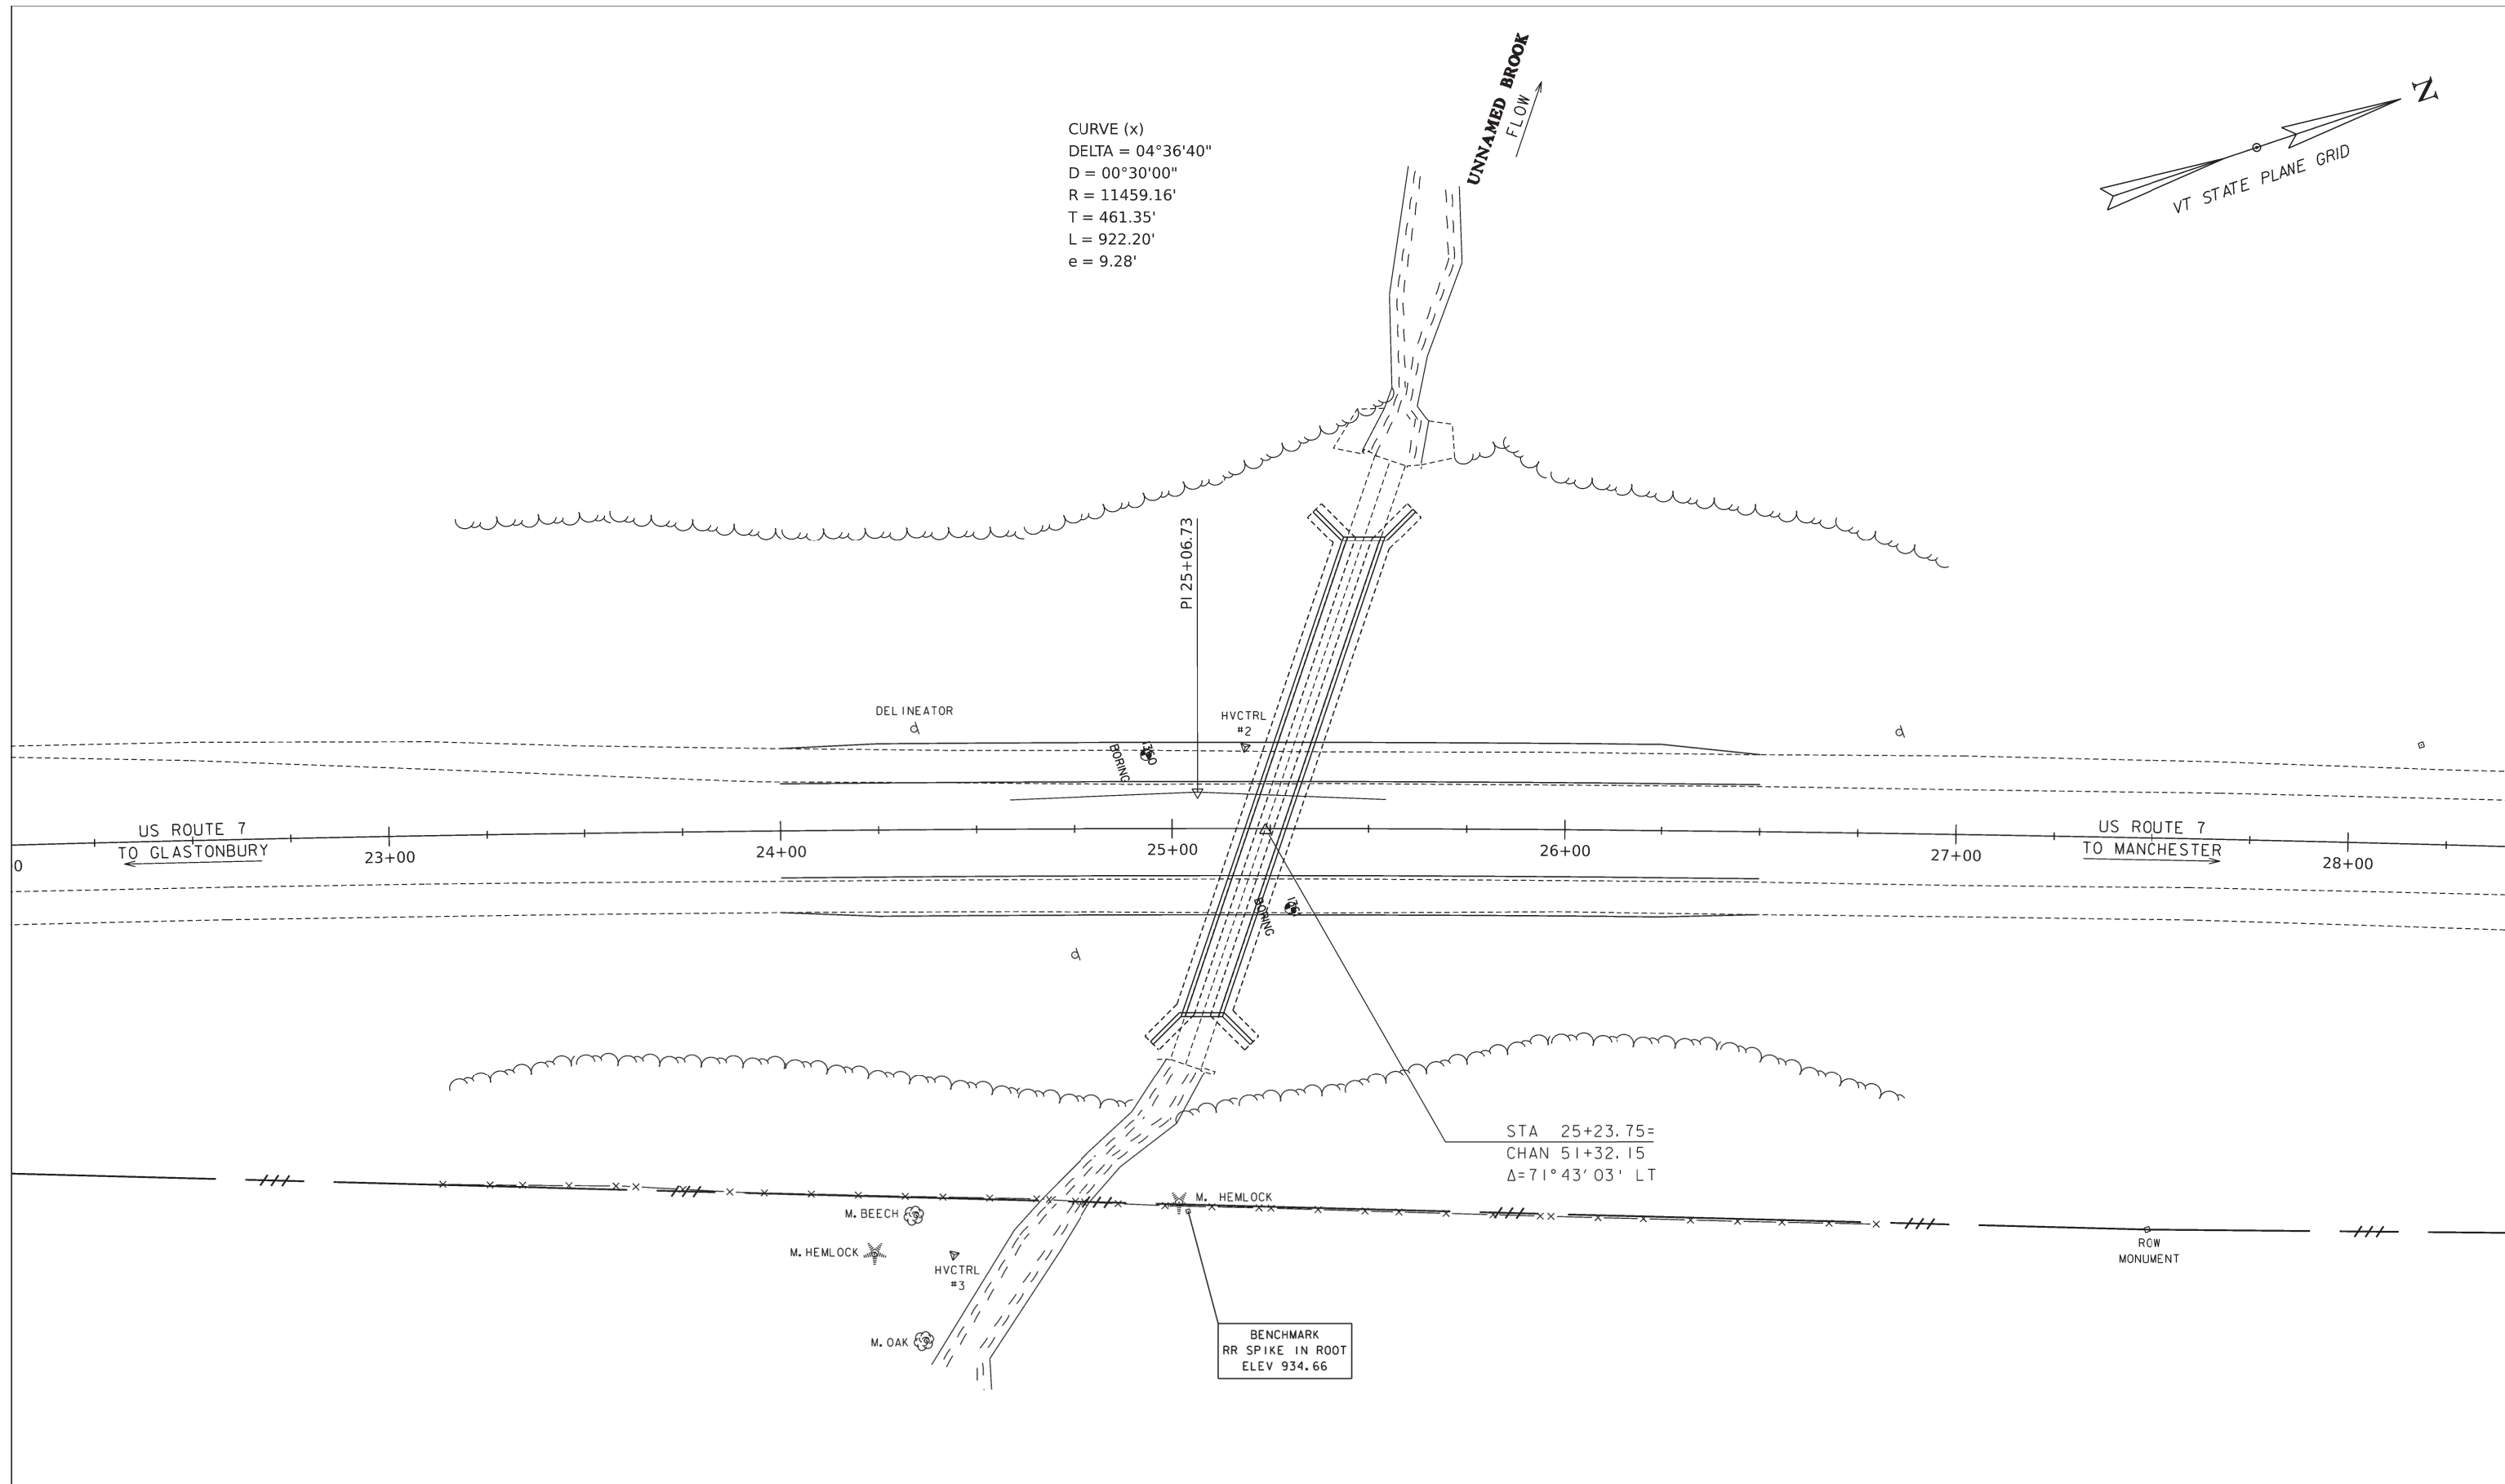 UNNAMED BROOK
FLOW
N
VT STATE PLANE GRID
CURVE (x)
DELTA = 04°36'40"
D = 00°30'00"
R = 11459.16'
T = 461.35'
L = 922.20'
e = 9.28'
PI 25+06.73
DELINEATOR
HVCTRL
#2
BORING
US ROUTE 7
TO GLASTONBURY
0
23+00
24+00
25+00
26+00
27+00
28+00
US ROUTE 7
TO MANCHESTER
BORING
STA 25+23.75=
CHAN 51+32.15
Δ=71°43'03' LT
M. BEECH
M. HEMLOCK
M. HEMLOCK
HVCTRL
#3
M. OAK
BENCHMARK
RR SPIKE IN ROOT
ELEV 934.66
ROW
MONUMENT